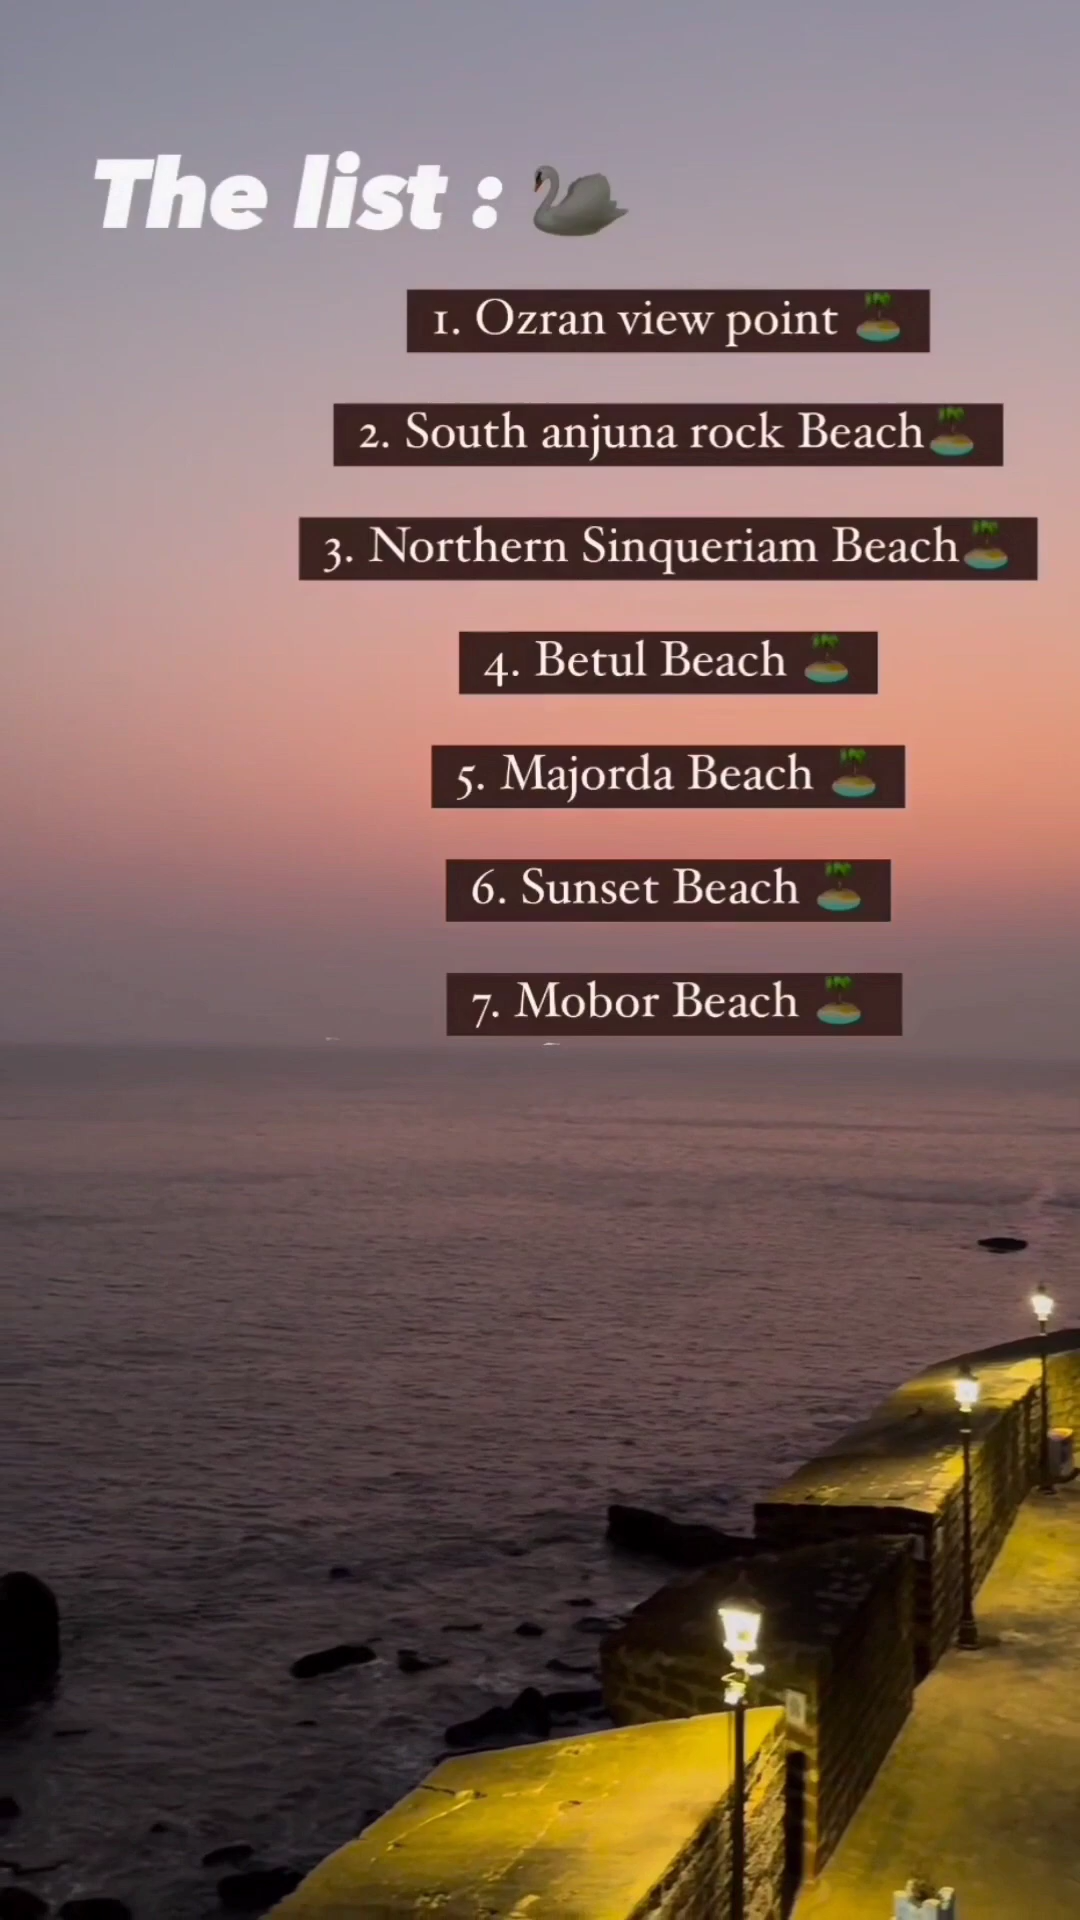 The list : 🦢
1. Ozran view point 🏝️
2. South anjuna rock Beach🏝️
3. Northern Sinqueriam Beach🏝️
4. Betul Beach 🏝️
5. Majorda Beach 🏝️
6. Sunset Beach 🏝️
7. Mobor Beach 🏝️